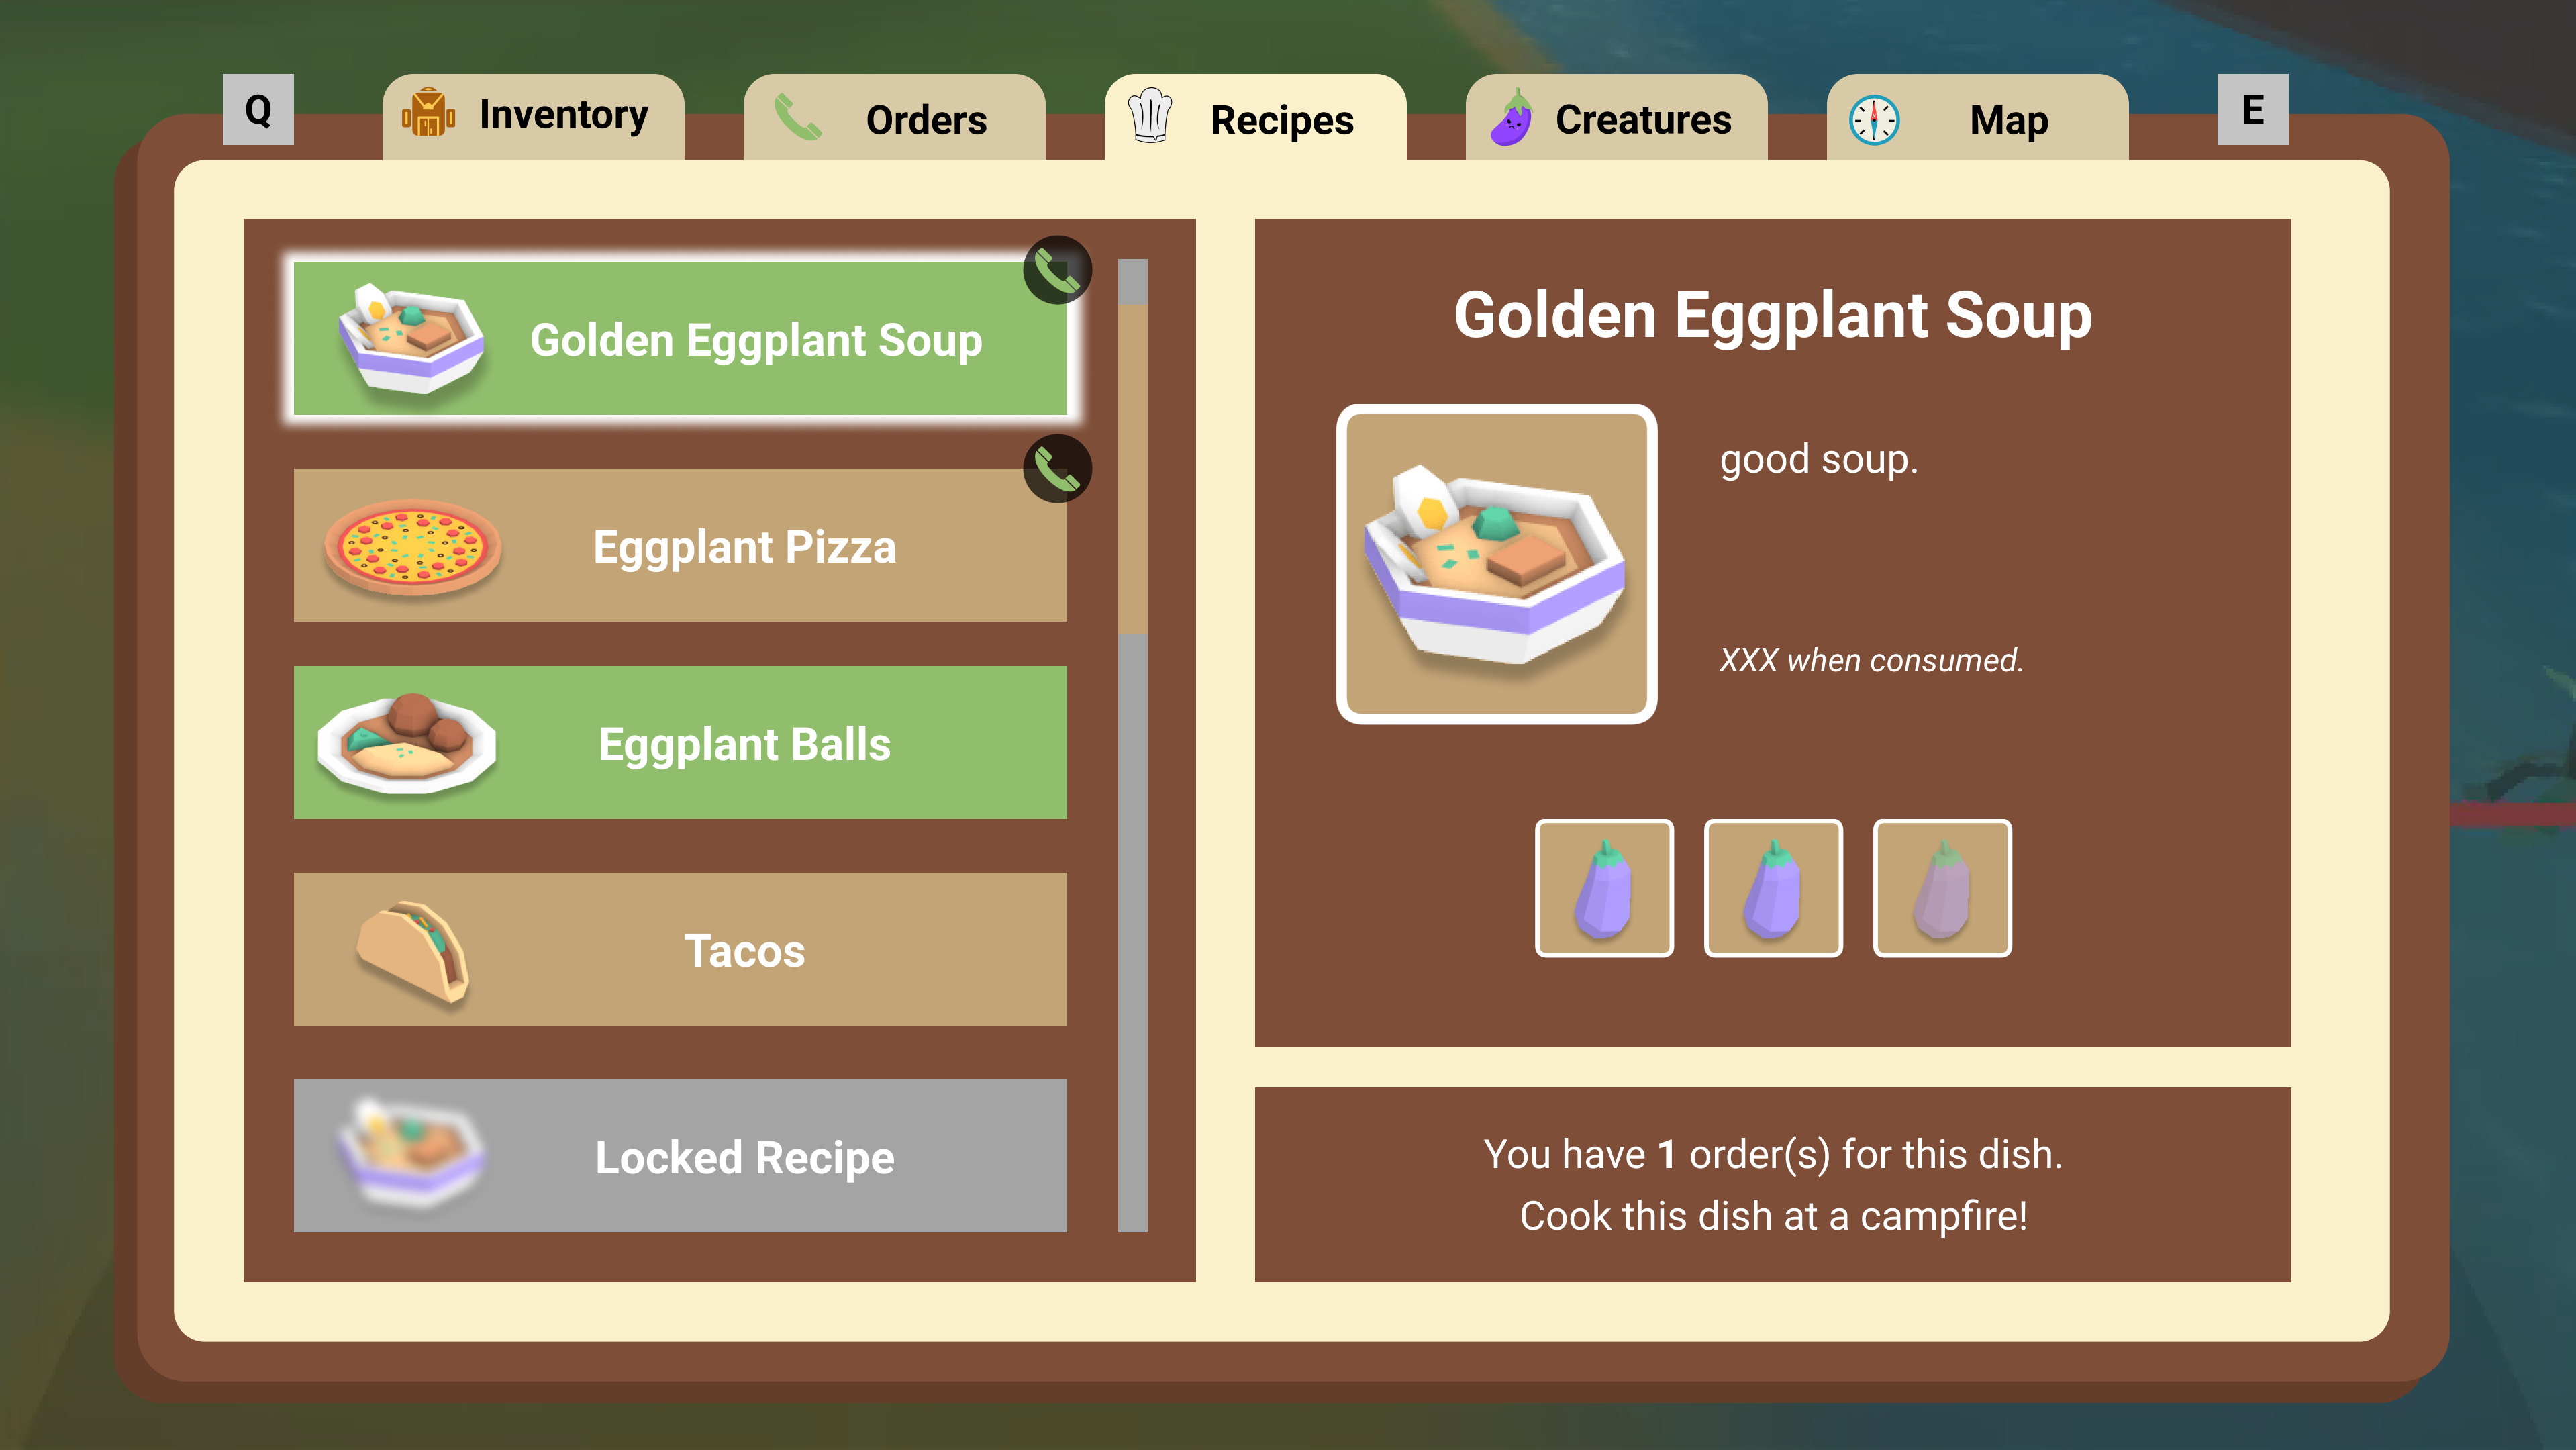 Q
Inventory
Orders
Recipes
Creatures
Map
E
Golden Eggplant Soup
Eggplant Pizza
Eggplant Balls
Tacos
Locked Recipe
Golden Eggplant Soup
good soup.
XXX when consumed.
You have 1 order(s) for this dish.
Cook this dish at a campfire!